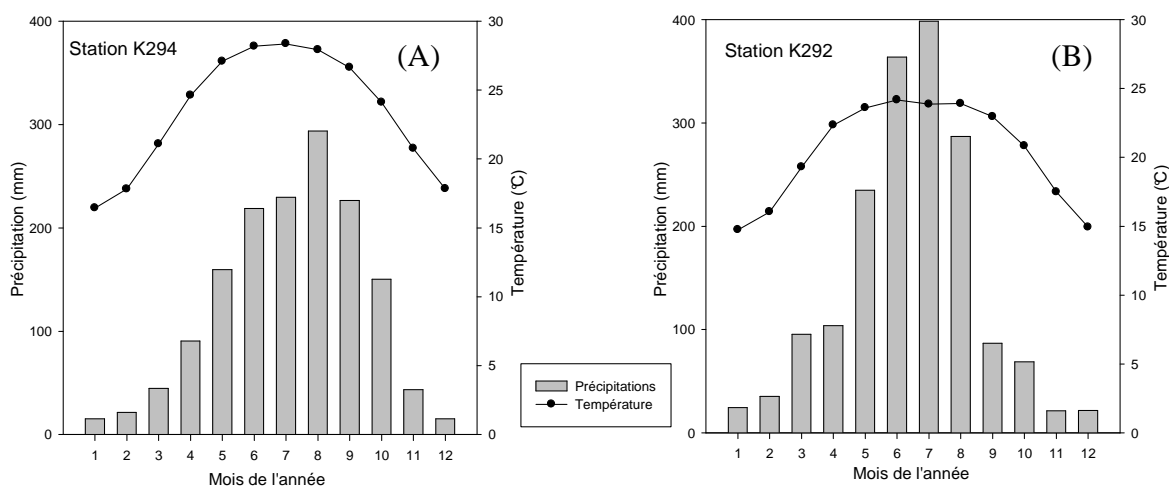 Station K294
(A)
400
300
200
100
0
30
25
20
15
10
5
0
Précipitation (mm)
Température (°C)
1 2 3 4 5 6 7 8 9 10 11 12
Mois de l'année
Précipitations
Température
Station K292
(B)
400
300
200
100
0
30
25
20
15
10
5
0
Précipitation (mm)
Température (°C)
1 2 3 4 5 6 7 8 9 10 11 12
Mois de l'année